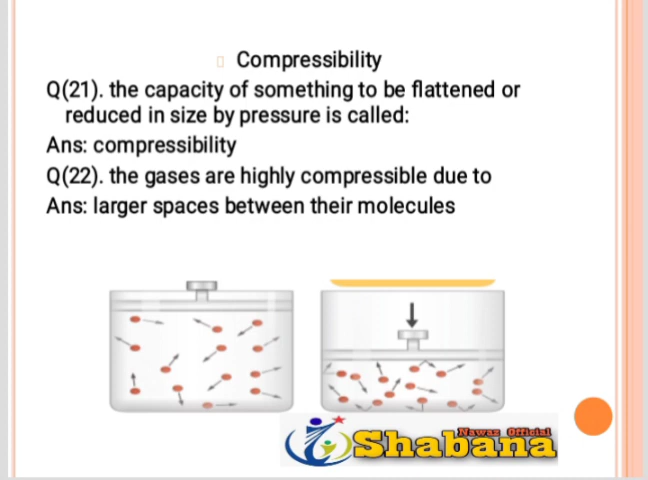 Compressibility
Q(21). the capacity of something to be flattened or
reduced in size by pressure is called:
Ans: compressibility
Q(22). the gases are highly compressible due to
Ans: larger spaces between their molecules
Nawaz Official
Shabana